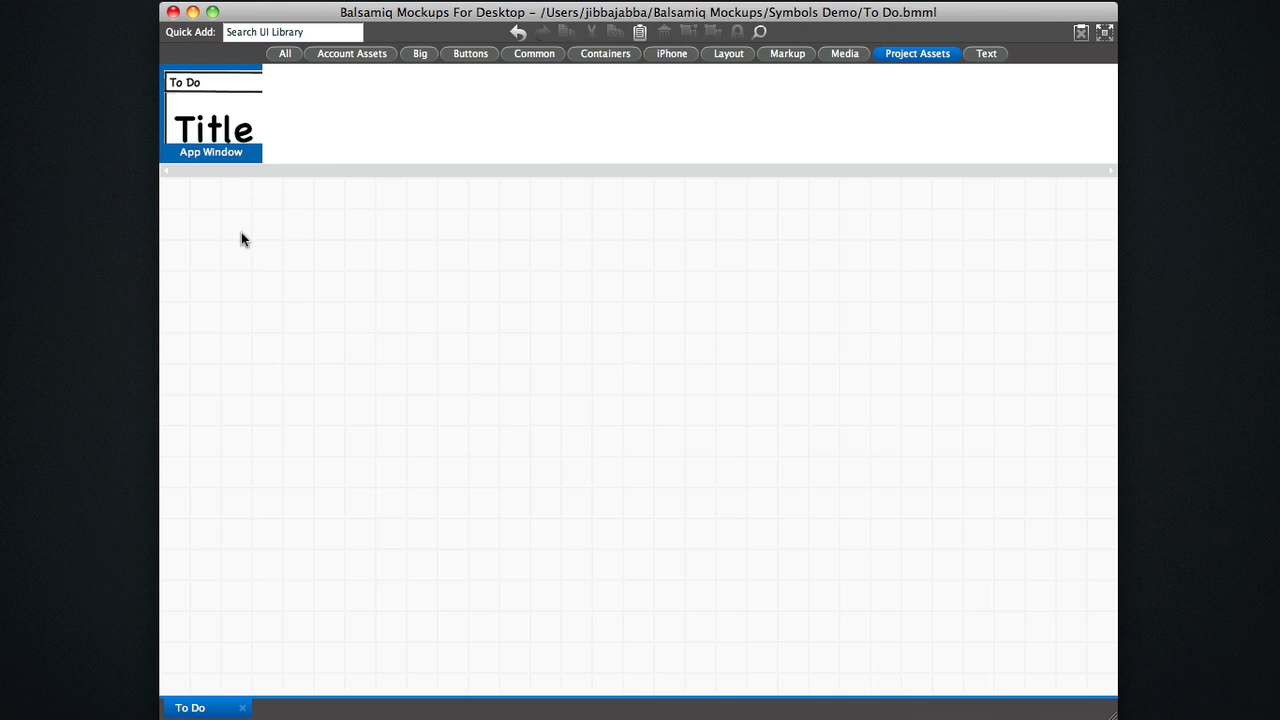 Balsamiq Mockups For Desktop – /Users/jibbajabba/Balsamiq Mockups/Symbols Demo/To Do.bmml
Quick Add: Search UI Library
All Account Assets Big Buttons Common Containers iPhone Layout Markup Media Project Assets Text
To Do
Title
App Window
To Do